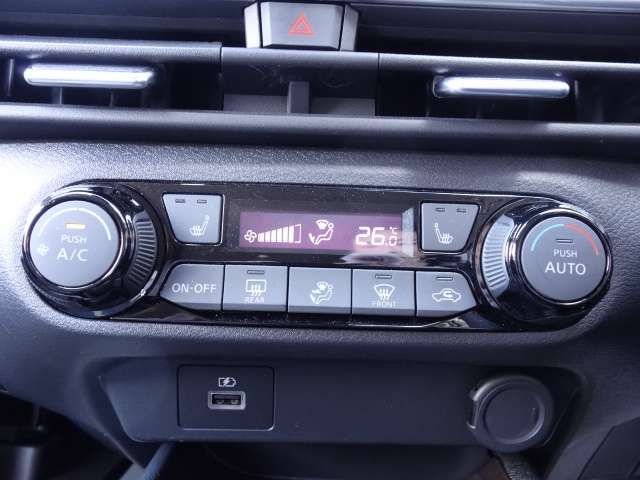 PUSH
A/C
26.0
°C
PUSH
AUTO
ON·OFF
REAR
FRONT